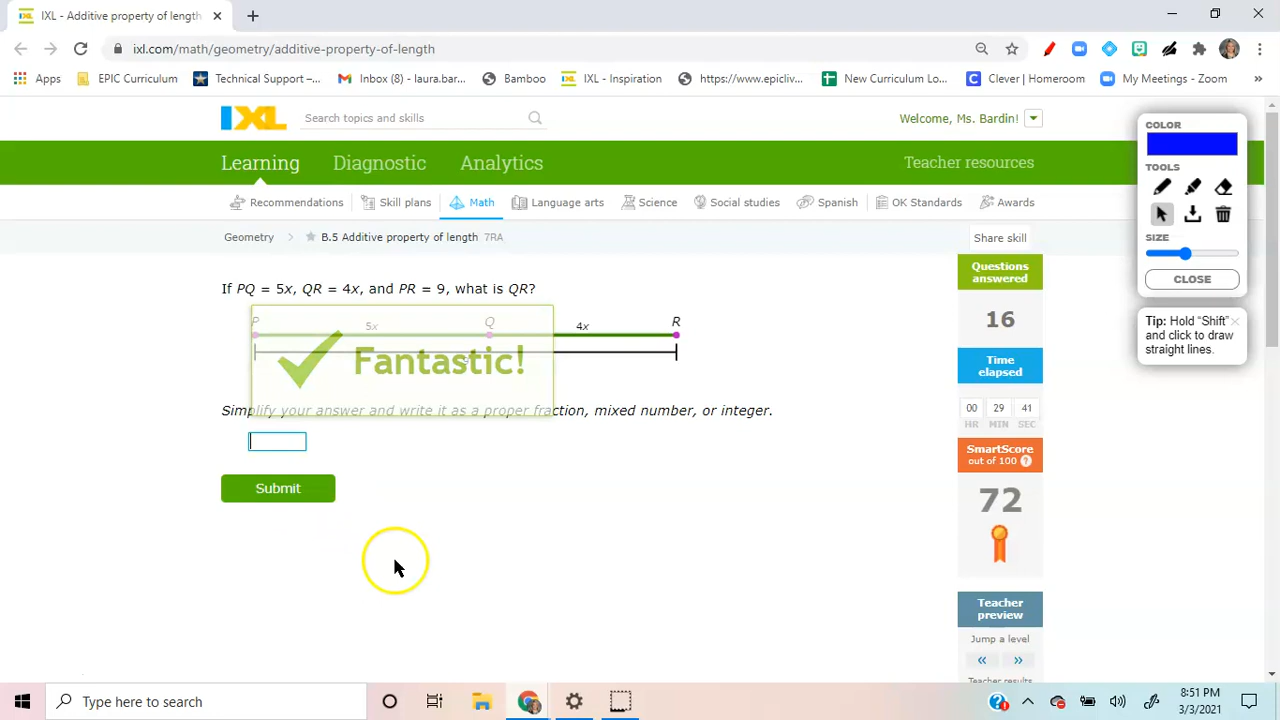 IXL - Additive property of length
ixl.com/math/geometry/additive-property-of-length
Apps
EPIC Curriculum
Technical Support –...
Inbox (8) - laura.bar...
Bamboo
IXL - Inspiration
https://www.epicliv...
New Curriculum Lo...
Clever | Homeroom
My Meetings - Zoom
»
IXL
Search topics and skills
Welcome, Ms. Bardin!
Learning Diagnostic Analytics
Teacher resources
Recommendations
Skill plans
Math
Language arts
Science
Social studies
Spanish
OK Standards
Awards
Geometry > B.5 Additive property of length 7RA
Share skill
If PQ = 5x, QR = 4x, and PR = 9, what is QR?
P 5x Q 4x R
Fantastic!
Simplify your answer and write it as a proper fraction, mixed number, or integer.
Submit
Questions answered
16
Time elapsed
00 29 41
HR MIN SEC
SmartScore
out of 100 ?
72
Teacher preview
Jump a level
« »
COLOR
TOOLS
SIZE
CLOSE
Tip: Hold “Shift” and click to draw straight lines.
Type here to search
8:51 PM
3/3/2021